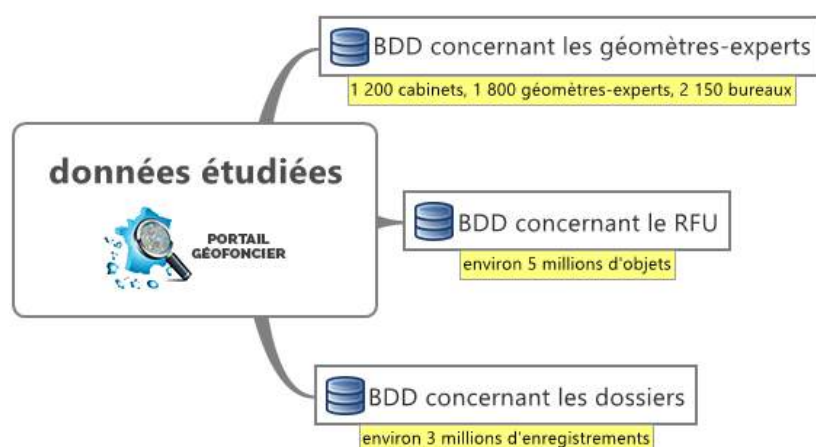 données étudiées
PORTAIL
GÉOFONCIER
BDD concernant les géomètres-experts
1 200 cabinets, 1 800 géomètres-experts, 2 150 bureaux
BDD concernant le RFU
environ 5 millions d'objets
BDD concernant les dossiers
environ 3 millions d'enregistrements